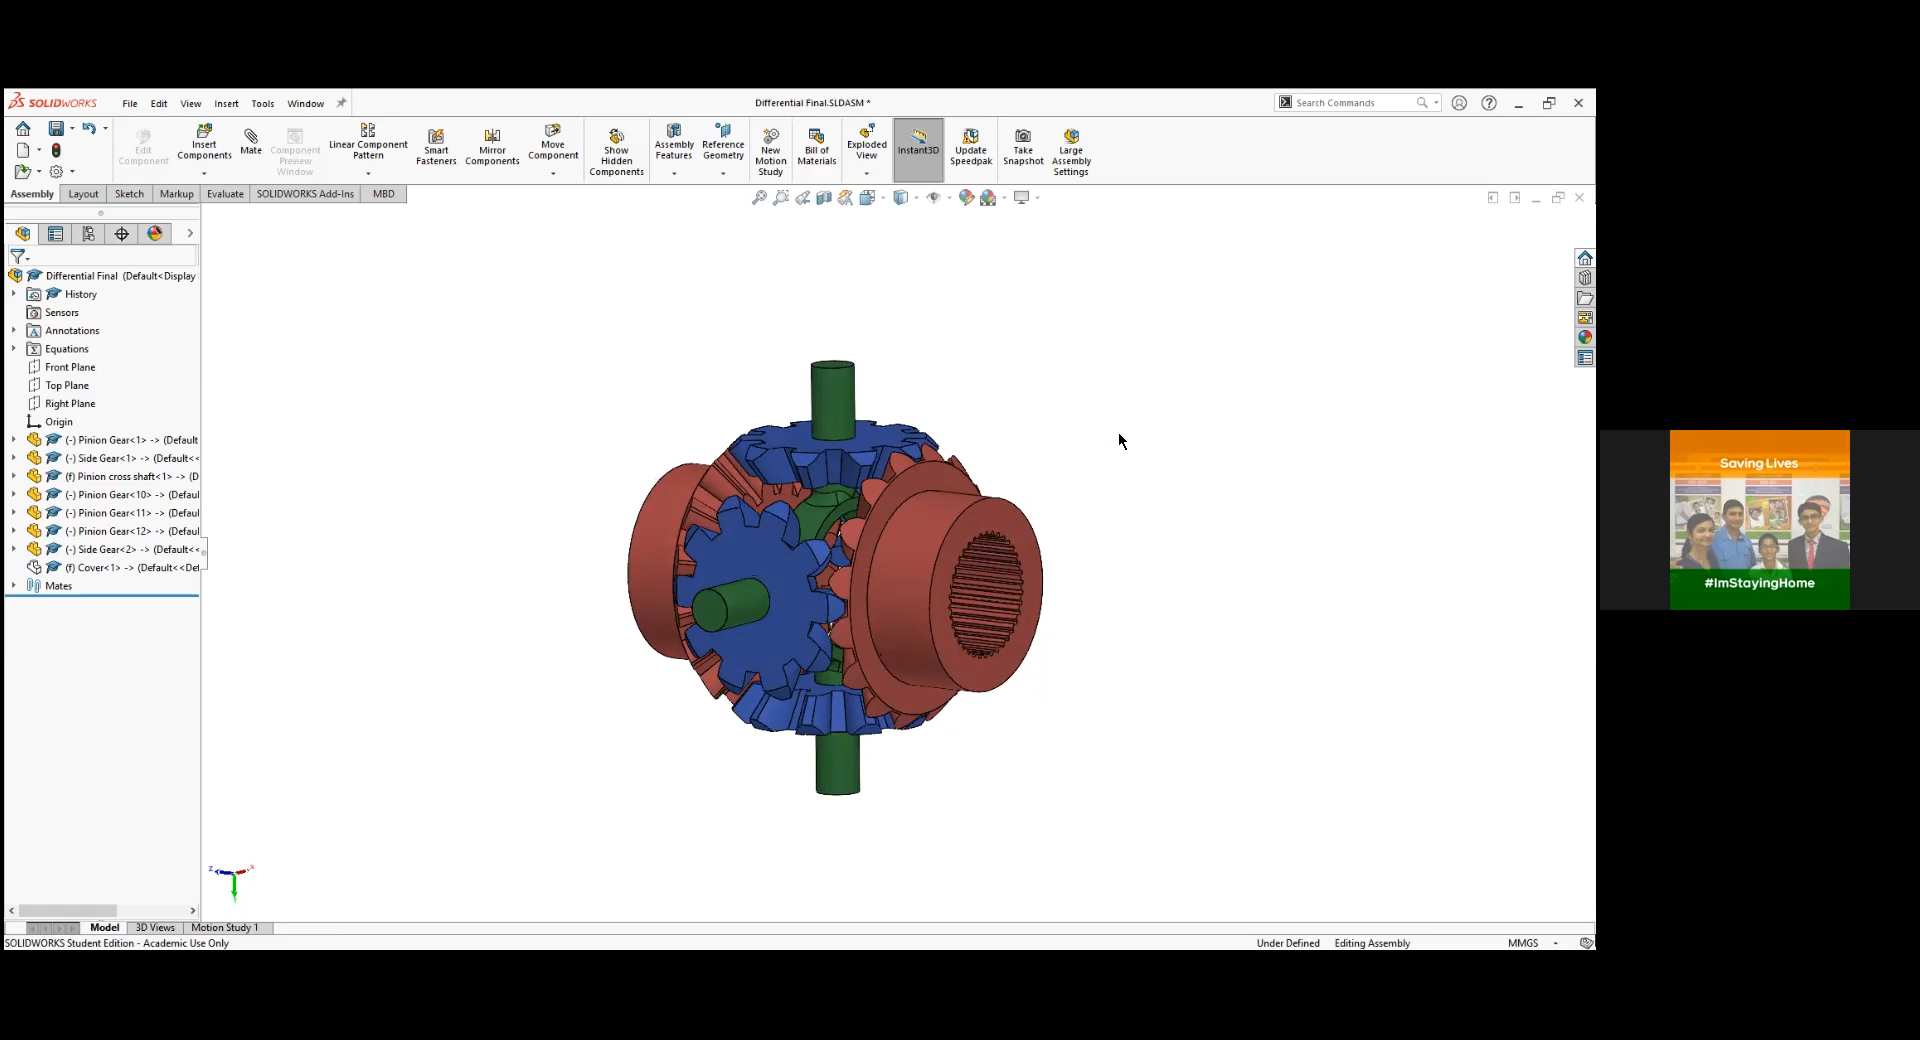 SOLIDWORKS
File Edit View Insert Tools Window
Differential Final.SLDASM *
Search Commands
Edit Component
Insert Components
Mate
Component Preview Window
Linear Component Pattern
Smart Fasteners
Mirror Components
Move Component
Show Hidden Components
Assembly Features
Reference Geometry
New Motion Study
Bill of Materials
Exploded View
Instant3D
Update Speedpak
Take Snapshot
Large Assembly Settings
Assembly Layout Sketch Markup Evaluate SOLIDWORKS Add-Ins MBD
Differential Final (Default<Display
History
Sensors
Annotations
Equations
Front Plane
Top Plane
Right Plane
Origin
(-) Pinion Gear<1> -> (Default
(-) Side Gear<1> -> (Default<<
(f) Pinion cross shaft<1> -> (D
(-) Pinion Gear<10> -> (Defaul
(-) Pinion Gear<11> -> (Defaul
(-) Pinion Gear<12> -> (Defaul
(-) Side Gear<2> -> (Default<<
(f) Cover<1> -> (Default<<Def
Mates
Z X
Model 3D Views Motion Study 1
SOLIDWORKS Student Edition - Academic Use Only
Under Defined Editing Assembly MMGS
Saving Lives
#ImStayingHome